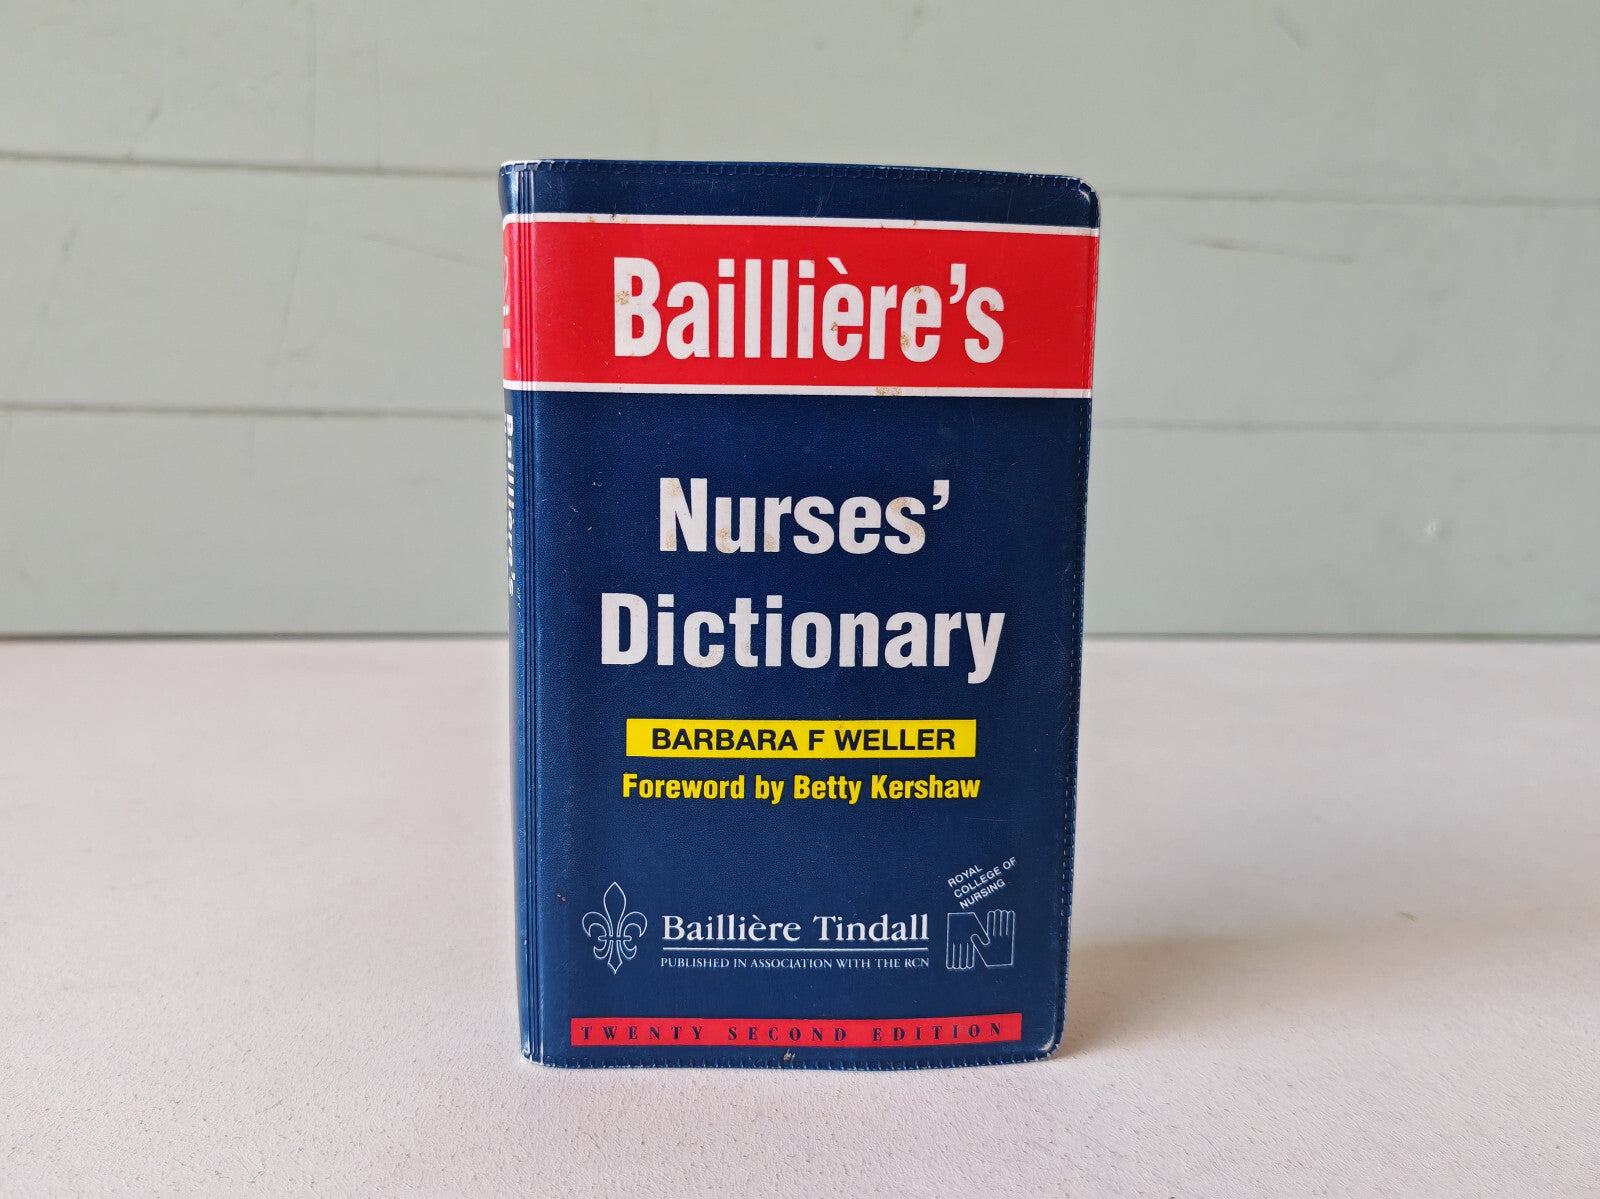 Baillière's
Nurses'
Dictionary
BARBARA F WELLER
Foreword by Betty Kershaw
ROYAL
COLLEGE OF
NURSING
Baillière Tindall
PUBLISHED IN ASSOCIATION WITH THE RCN
TWENTY SECOND EDITION
Baillière's